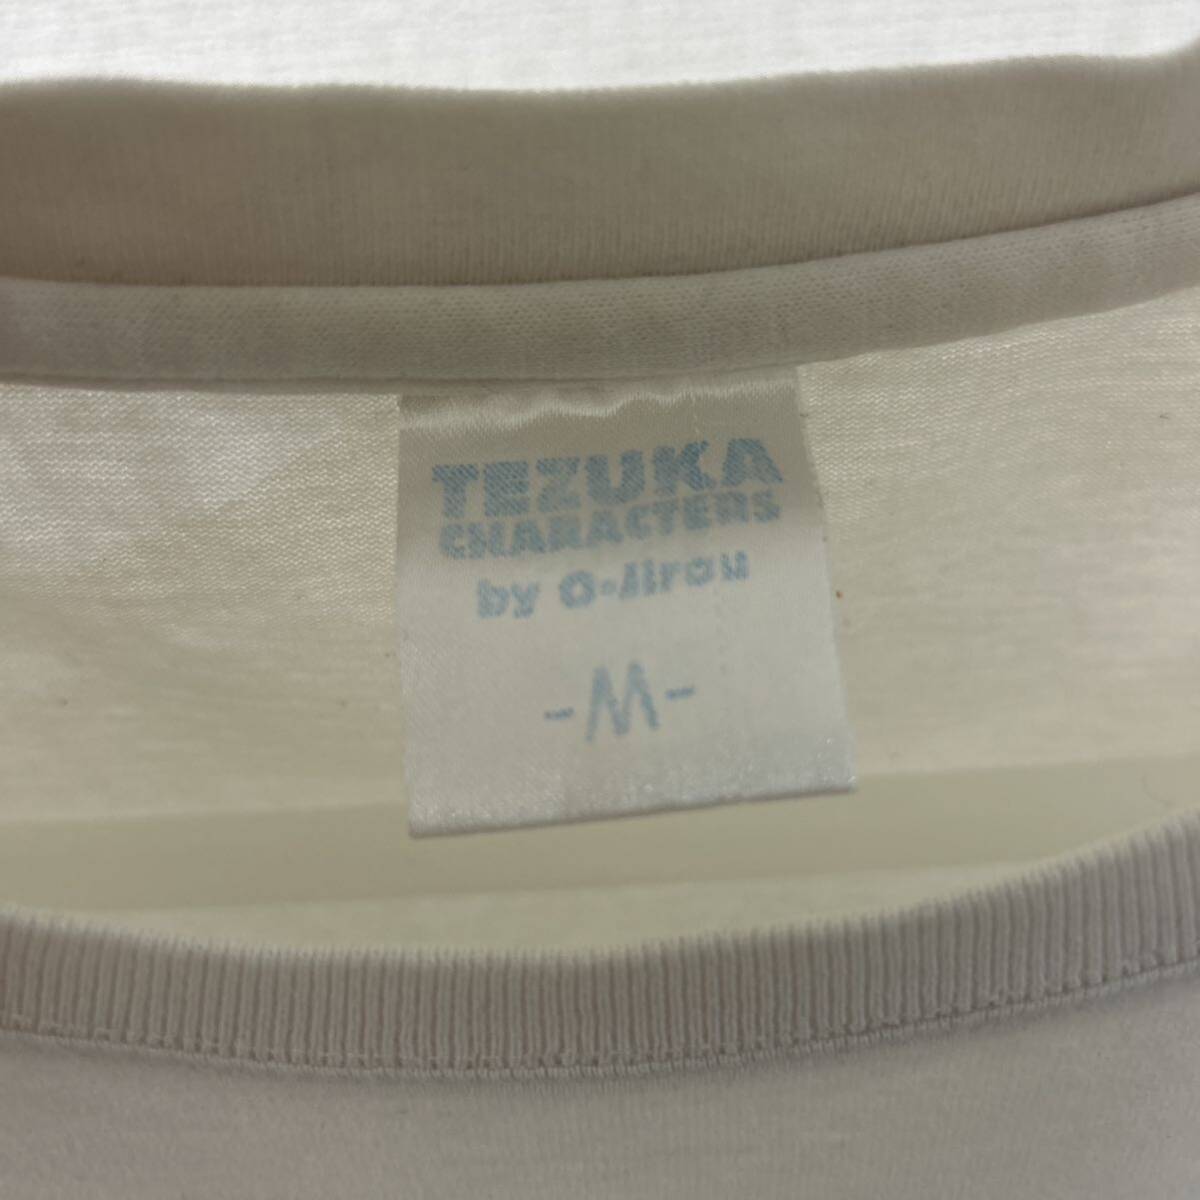 TEZUKA
CHARACTERS
by O-Jirou
-M-